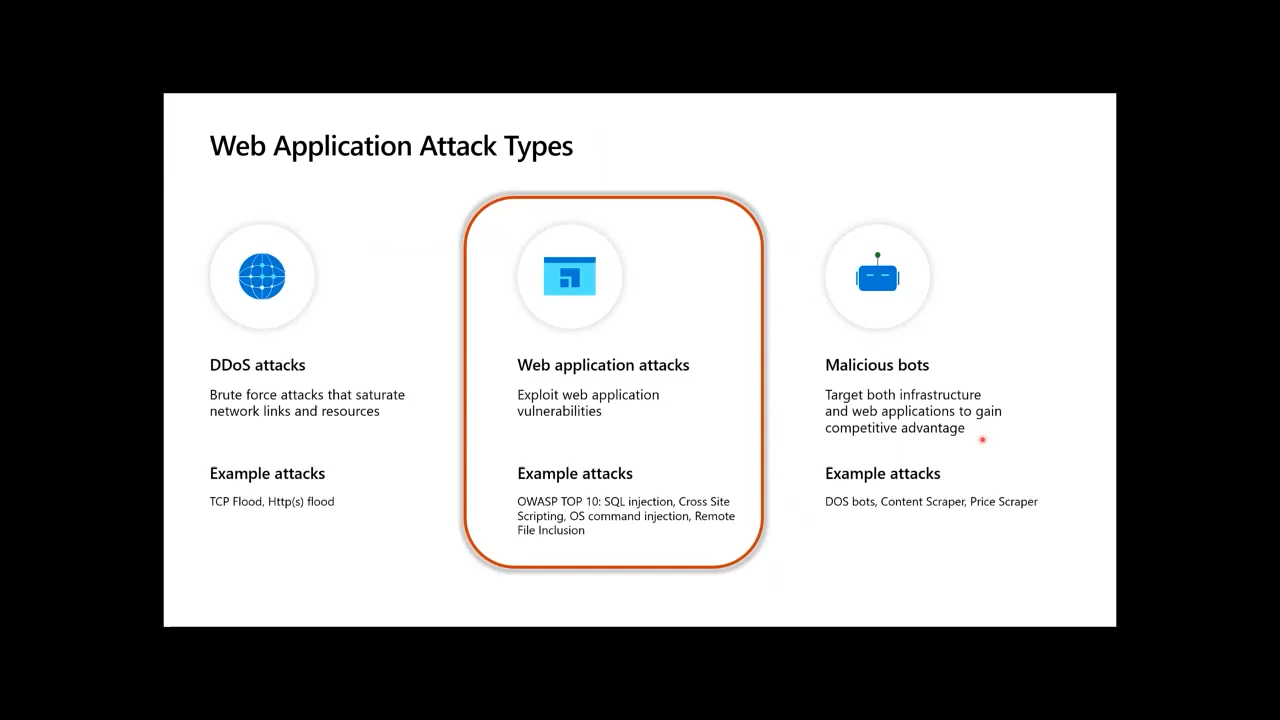 Web Application Attack Types
DDoS attacks
Brute force attacks that saturate
network links and resources
Example attacks
TCP Flood, Http(s) flood
Web application attacks
Exploit web application
vulnerabilities
Example attacks
OWASP TOP 10: SQL injection, Cross Site
Scripting, OS command injection, Remote
File Inclusion
Malicious bots
Target both infrastructure
and web applications to gain
competitive advantage
Example attacks
DOS bots, Content Scraper, Price Scraper